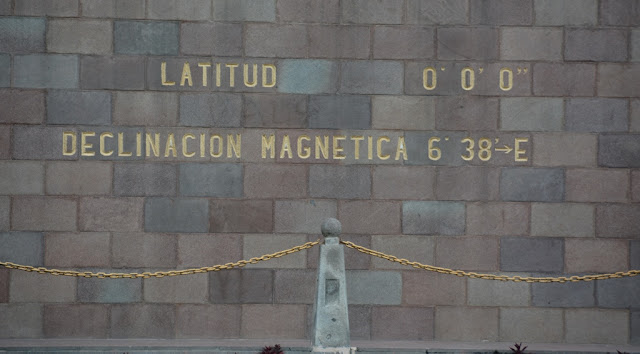 LATITUD 0° 0' 0"
DECLINACION MAGNETICA 6° 38'→E